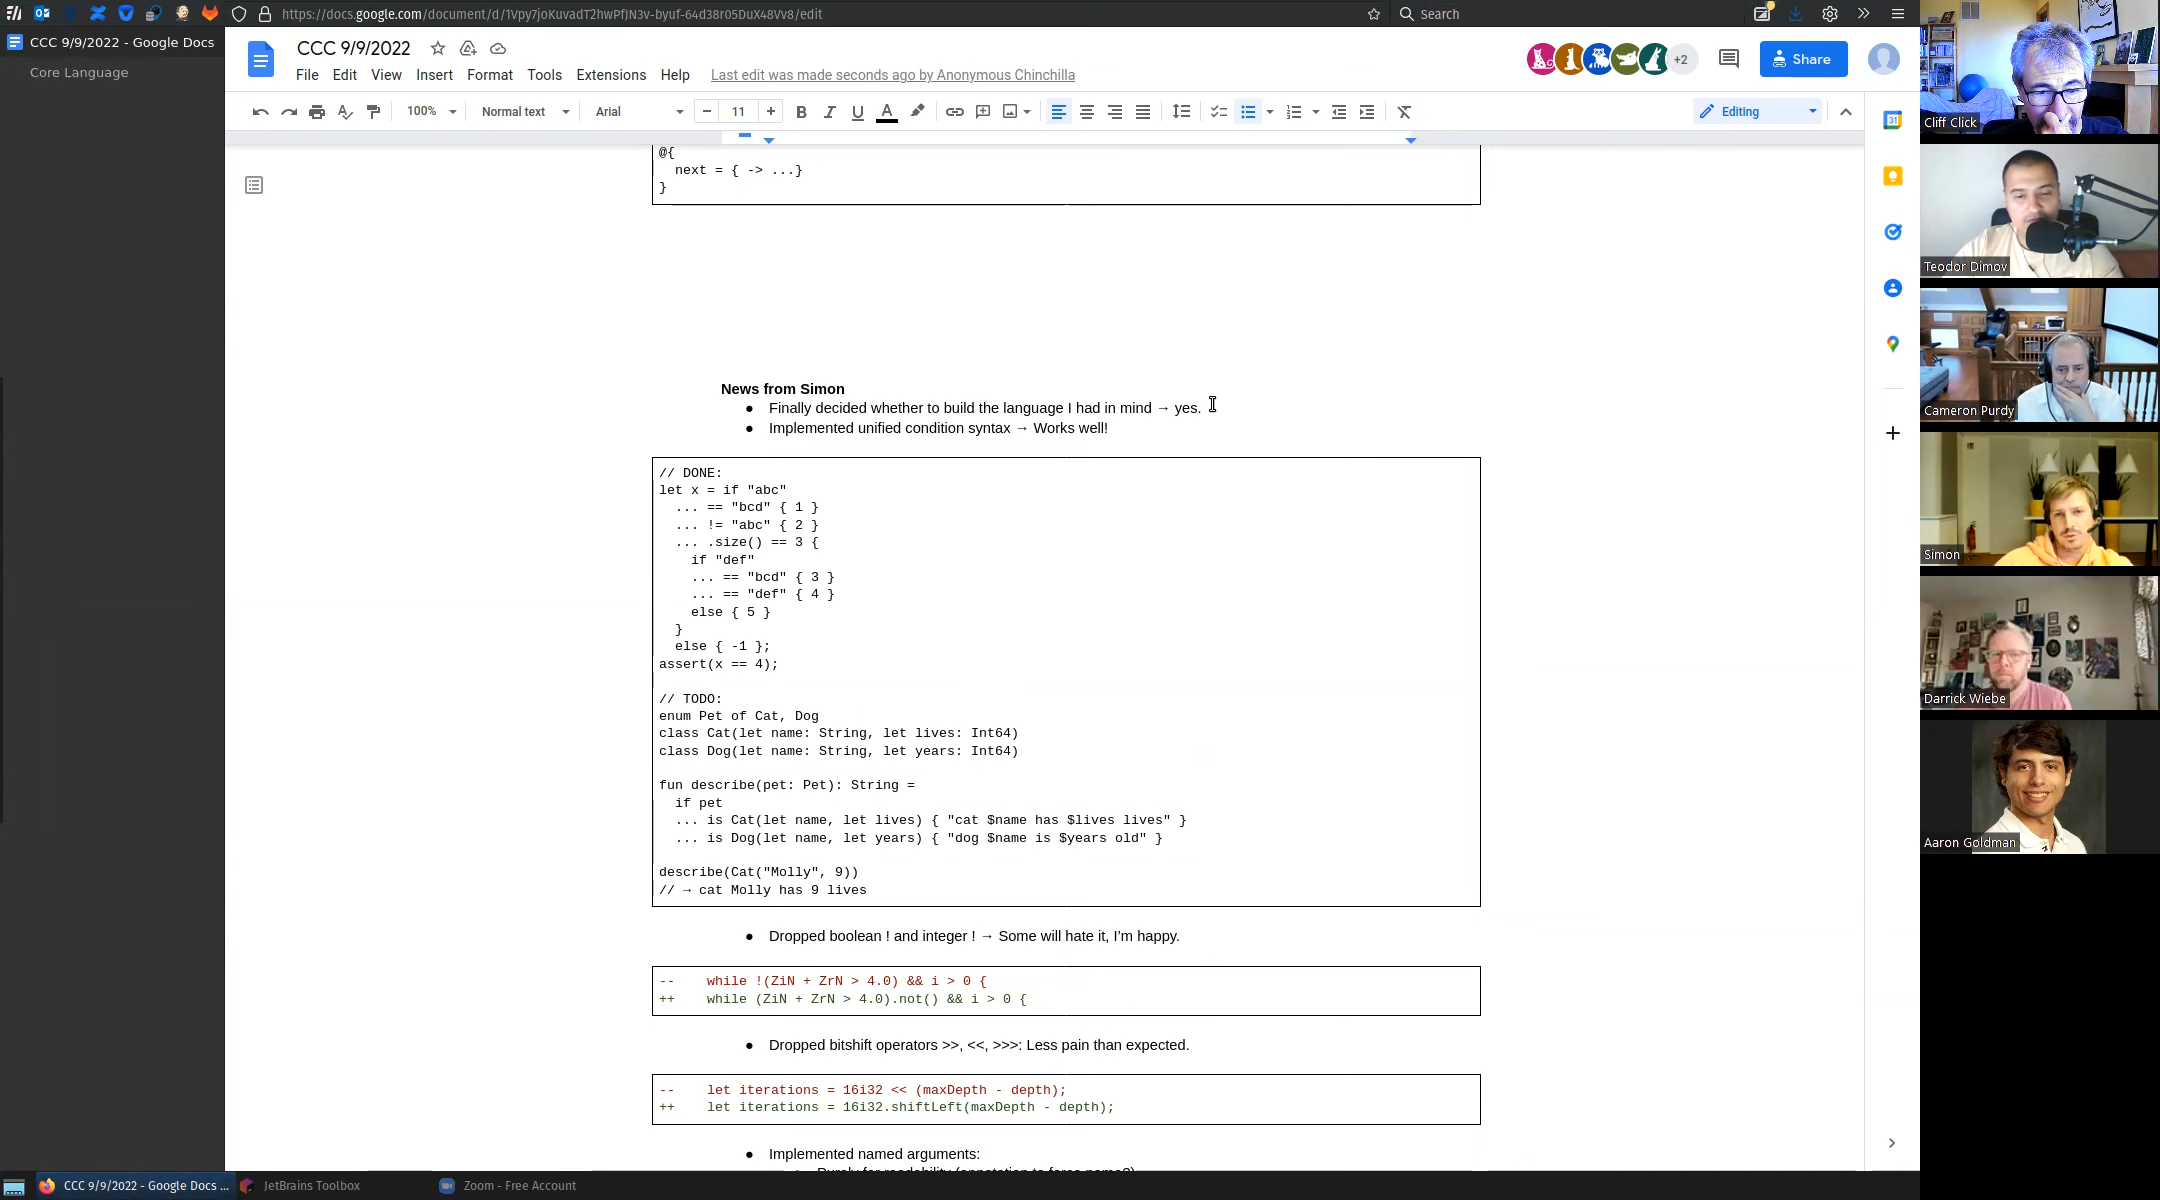 https://docs.google.com/document/d/1Vpy7joKuvadT2hwPfJN3v-byuf-64d38r05DuX48VV8/edit
Search
CCC 9/9/2022 - Google Docs
Core Language
CCC 9/9/2022
File Edit View Insert Format Tools Extensions Help Last edit was made seconds ago by Anonymous Chinchilla
+2
Share
100% Normal text Arial 11
Editing
31
@{
  next = { -> ...}
}
News from Simon
● Finally decided whether to build the language I had in mind → yes.
● Implemented unified condition syntax → Works well!
// DONE:
let x = if "abc"
  ... == "bcd" { 1 }
  ... != "abc" { 2 }
  ... .size() == 3 {
    if "def"
    ... == "bcd" { 3 }
    ... == "def" { 4 }
    else { 5 }
  }
  else { -1 };
assert(x == 4);
// TODO:
enum Pet of Cat, Dog
class Cat(let name: String, let lives: Int64)
class Dog(let name: String, let years: Int64)
fun describe(pet: Pet): String =
  if pet
  ... is Cat(let name, let lives) { "cat $name has $lives lives" }
  ... is Dog(let name, let years) { "dog $name is $years old" }
describe(Cat("Molly", 9))
// → cat Molly has 9 lives
● Dropped boolean ! and integer ! → Some will hate it, I'm happy.
--    while !(ZiN + ZrN > 4.0) && i > 0 {
++    while (ZiN + ZrN > 4.0).not() && i > 0 {
● Dropped bitshift operators >>, <<, >>>: Less pain than expected.
--    let iterations = 16i32 << (maxDepth - depth);
++    let iterations = 16i32.shiftLeft(maxDepth - depth);
● Implemented named arguments:
Cliff Click
Teodor Dimov
Cameron Purdy
Simon
Darrick Wiebe
Aaron Goldman
CCC 9/9/2022 - Google Docs ...
JetBrains Toolbox
Zoom - Free Account